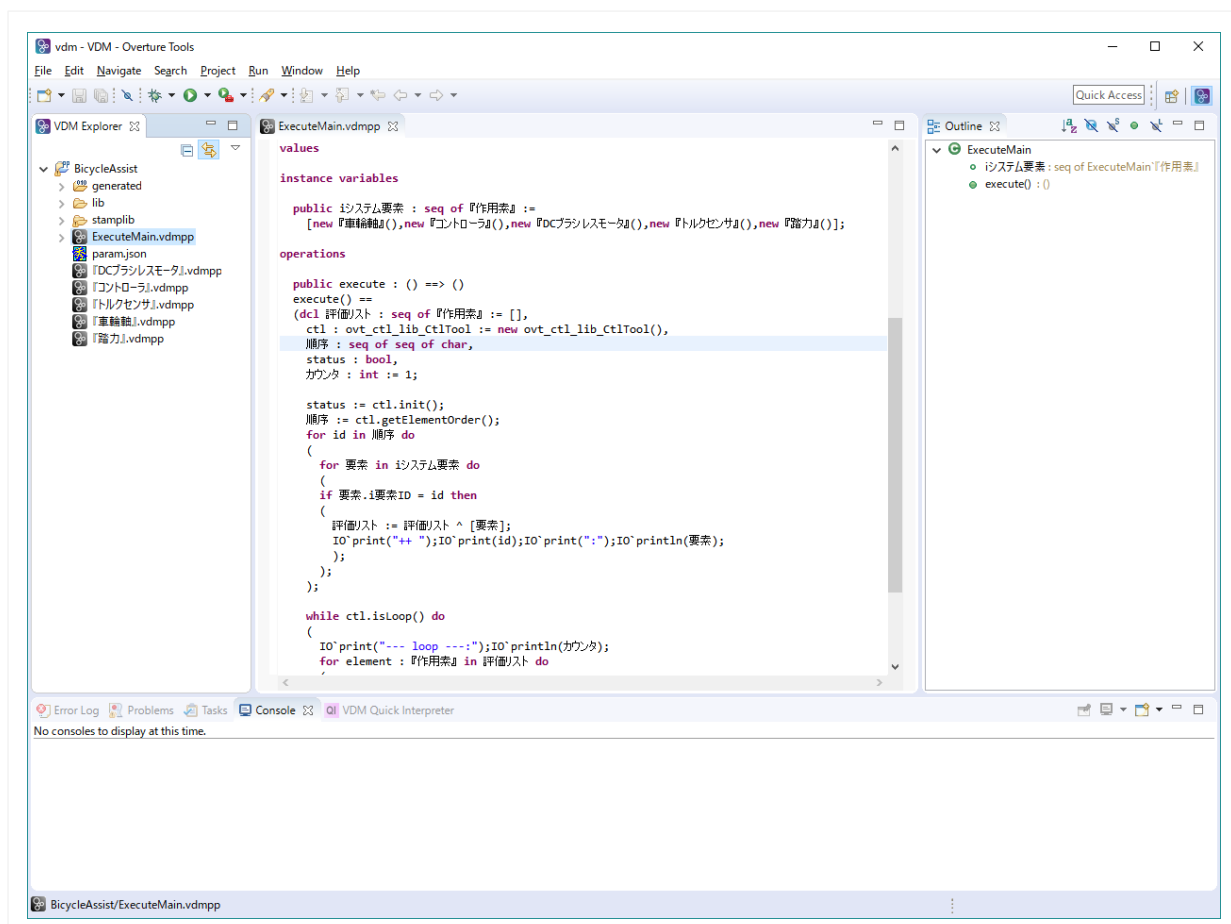 vdm - VDM - Overture Tools
File Edit Navigate Search Project Run Window Help
Quick Access
VDM Explorer
BicycleAssist
generated
lib
stamplib
ExecuteMain.vdmpp
param.json
『DCブラシレスモータ』.vdmpp
『コントローラ』.vdmpp
『トルクセンサ』.vdmpp
『車輪軸』.vdmpp
『踏力』.vdmpp
ExecuteMain.vdmpp
values
instance variables
public iシステム要素 : seq of 『作用素』 :=
[new 『車輪軸』(),new 『コントローラ』(),new 『DCブラシレスモータ』(),new 『トルクセンサ』(),new 『踏力』()];
operations
public execute : () ==> ()
execute() ==
(dcl 評価リスト : seq of 『作用素』 := [],
ctl : ovt_ctl_lib_CtlTool := new ovt_ctl_lib_CtlTool(),
順序 : seq of seq of char,
status : bool,
カウンタ : int := 1;
status := ctl.init();
順序 := ctl.getElementOrder();
for id in 順序 do
(
for 要素 in iシステム要素 do
(
if 要素.i要素ID = id then
(
評価リスト := 評価リスト ^ [要素];
IO`print("++ ");IO`print(id);IO`print(":");IO`println(要素);
);
);
);
while ctl.isLoop() do
(
IO`print("--- loop ---:");IO`println(カウンタ);
for element : 『作用素』 in 評価リスト do
Outline
ExecuteMain
iシステム要素 : seq of ExecuteMain`『作用素』
execute() : ()
Error Log Problems Tasks Console VDM Quick Interpreter
No consoles to display at this time.
BicycleAssist/ExecuteMain.vdmpp